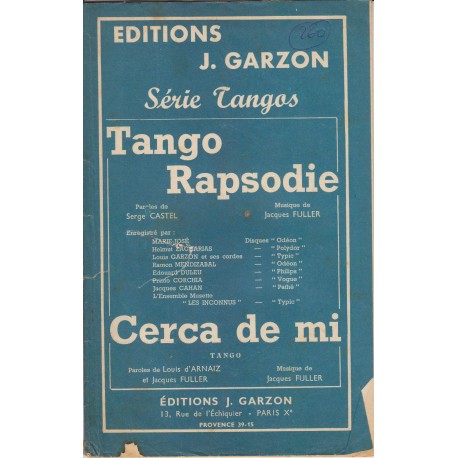 EDITIONS
J. GARZON
Série Tangos
Tango
Rapsodie
Paroles de
Serge CASTEL
Musique de
Jacques FULLER
Enregistré par :
MARIE-JOSÉ Disques "Odéon"
Helmut ZACHARIAS — "Polydor"
Louis GARZON et ses cordes — "Typic"
Ramon MENDIZABAL — "Odéon"
Edouard DULEU — "Philips"
Primo CORCHIA — "Vogue"
Jacques CAHAN — "Pathé"
L'Ensemble Musette
"LES INCONNUS" — "Typic"
Cerca de mi
TANGO
Paroles de Louis d'ARNAIZ
et Jacques FULLER
Musique de
Jacques FULLER
ÉDITIONS J. GARZON
13, Rue de l'Échiquier - PARIS Xe
PROVENCE 39-15